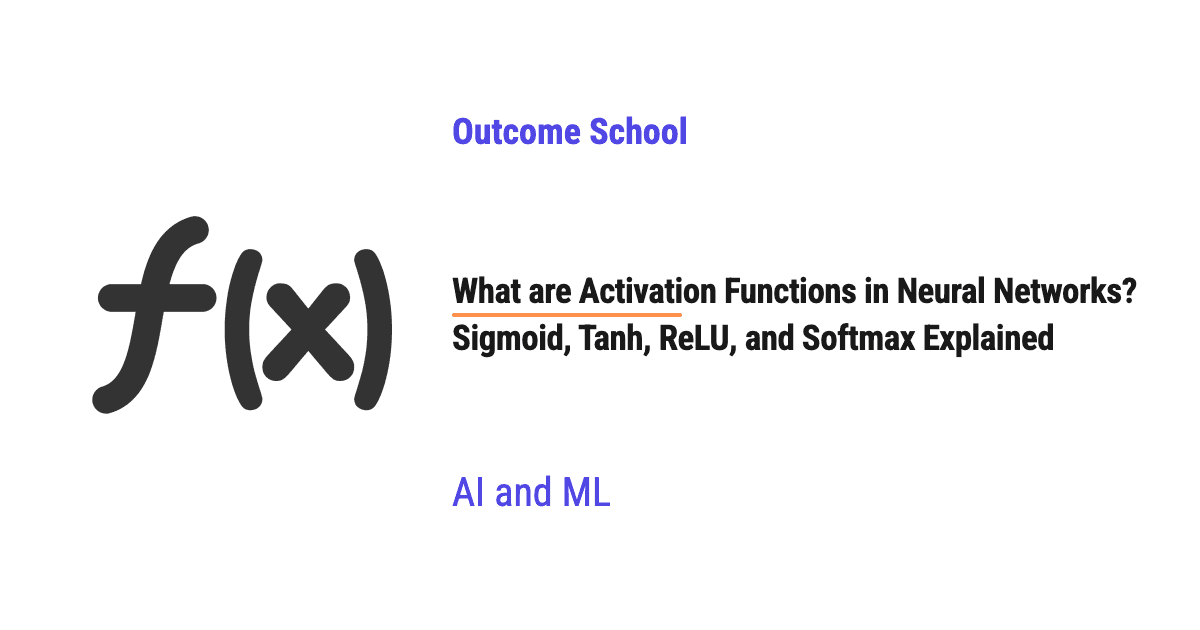 Outcome School
f(x)
What are Activation Functions in Neural Networks?
Sigmoid, Tanh, ReLU, and Softmax Explained
AI and ML